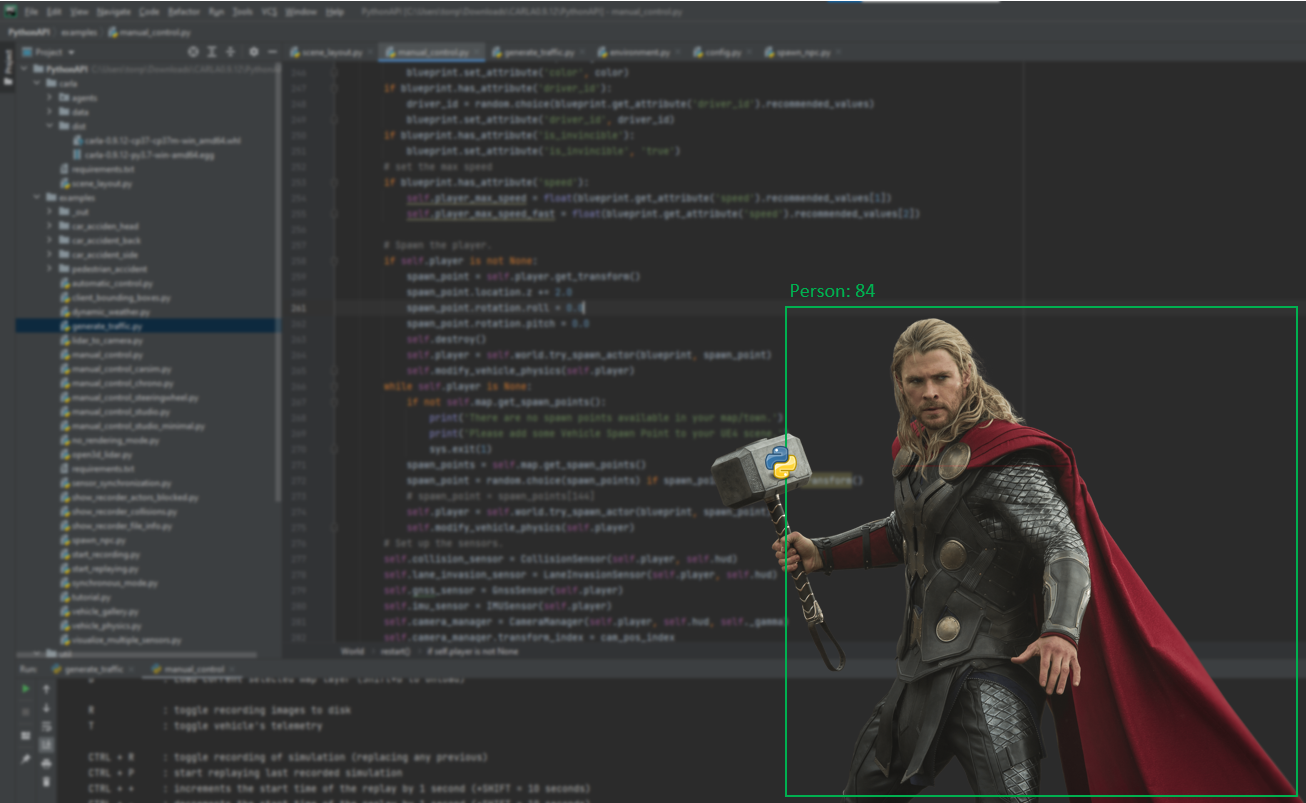 File Edit View Navigate Code Refactor Run Tools VCS Window Help
PythonAPI examples manual_control.py
Project
scene_layout.py manual_control.py generate_traffic.py environment.py config.py spawn_npc.py
PythonAPI
carla
agents
data
dist
carla-0.9.12-cp37-cp37m-win_amd64.whl
carla-0.9.12-py3.7-win-amd64.egg
requirements.txt
scene_layout.py
examples
_out
car_acciden_head
car_accident_back
car_accident_side
pedestrian_accident
automatic_control.py
client_bounding_boxes.py
dynamic_weather.py
generate_traffic.py
lidar_to_camera.py
manual_control.py
manual_control_carsim.py
manual_control_chrono.py
manual_control_steeringwheel.py
manual_control_studio.py
manual_control_studio_minimal.py
no_rendering_mode.py
open3d_lidar.py
requirements.txt
sensor_synchronization.py
show_recorder_actors_blocked.py
show_recorder_collisions.py
show_recorder_file_info.py
spawn_npc.py
start_recording.py
start_replaying.py
synchronous_mode.py
tutorial.py
vehicle_gallery.py
vehicle_physics.py
visualize_multiple_sensors.py
util
blueprint.set_attribute('color', color)
if blueprint.has_attribute('driver_id'):
driver_id = random.choice(blueprint.get_attribute('driver_id').recommended_values)
blueprint.set_attribute('driver_id', driver_id)
if blueprint.has_attribute('is_invincible'):
blueprint.set_attribute('is_invincible', 'true')
# set the max speed
if blueprint.has_attribute('speed'):
self.player_max_speed = float(blueprint.get_attribute('speed').recommended_values[1])
self.player_max_speed_fast = float(blueprint.get_attribute('speed').recommended_values[2])
# Spawn the player.
if self.player is not None:
spawn_point = self.player.get_transform()
spawn_point.location.z += 2.0
spawn_point.rotation.roll = 0.0
spawn_point.rotation.pitch = 0.0
self.destroy()
self.player = self.world.try_spawn_actor(blueprint, spawn_point)
self.modify_vehicle_physics(self.player)
while self.player is None:
if not self.map.get_spawn_points():
print('There are no spawn points available in your map/town.')
print('Please add some Vehicle Spawn Point to your UE4 scene.
sys.exit(1)
spawn_points = self.map.get_spawn_points()
spawn_point = random.choice(spawn_points) if spawn_poi ansform()
# spawn_point = spawn_points[144]
self.player = self.world.try_spawn_actor(blueprint, spawn_point
self.modify_vehicle_physics(self.player)
# Set up the sensors.
self.collision_sensor = CollisionSensor(self.player, self.hud)
self.lane_invasion_sensor = LaneInvasionSensor(self.player, self.hud)
self.gnss_sensor = GnssSensor(self.player)
self.imu_sensor = IMUSensor(self.player)
self.camera_manager = CameraManager(self.player, self.hud, self._gamma)
self.camera_manager.transform_index = cam_pos_index
World restart() if self.player is not None
Person: 84
Run: generate_traffic manual_control
R : toggle recording images to disk
T : toggle vehicle's telemetry
CTRL + R : toggle recording of simulation (replacing any previous)
CTRL + P : start replaying last recorded simulation
CTRL + + : increments the start time of the replay by 1 second (+SHIFT = 10 seconds)